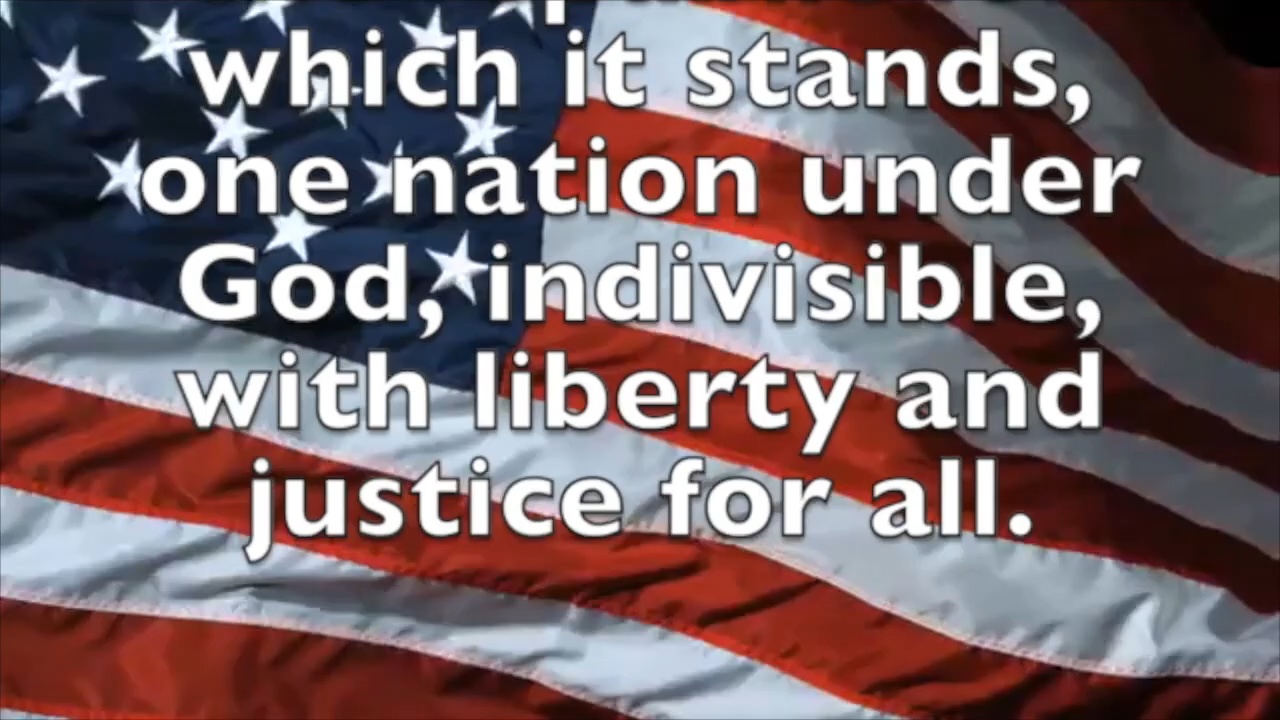 which it stands,
one nation under
God, indivisible,
with liberty and
justice for all.